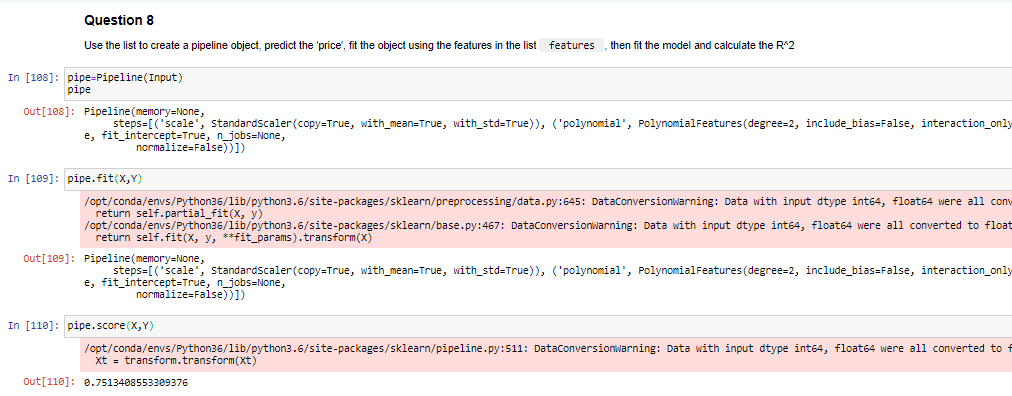 Question 8
Use the list to create a pipeline object, predict the 'price', fit the object using the features in the list features , then fit the model and calculate the R^2
In [108]: pipe=Pipeline(Input)
pipe
Out[108]: Pipeline(memory=None,
steps=[('scale', StandardScaler(copy=True, with_mean=True, with_std=True)), ('polynomial', PolynomialFeatures(degree=2, include_bias=False, interaction_only
e, fit_intercept=True, n_jobs=None,
normalize=False))])
In [109]: pipe.fit(X,Y)
/opt/conda/envs/Python36/lib/python3.6/site-packages/sklearn/preprocessing/data.py:645: DataConversionWarning: Data with input dtype int64, float64 were all conv
return self.partial_fit(X, y)
/opt/conda/envs/Python36/lib/python3.6/site-packages/sklearn/base.py:467: DataConversionWarning: Data with input dtype int64, float64 were all converted to float
return self.fit(X, y, **fit_params).transform(X)
Out[109]: Pipeline(memory=None,
steps=[('scale', StandardScaler(copy=True, with_mean=True, with_std=True)), ('polynomial', PolynomialFeatures(degree=2, include_bias=False, interaction_only
e, fit_intercept=True, n_jobs=None,
normalize=False))])
In [110]: pipe.score(X,Y)
/opt/conda/envs/Python36/lib/python3.6/site-packages/sklearn/pipeline.py:511: DataConversionWarning: Data with input dtype int64, float64 were all converted to f
Xt = transform.transform(Xt)
Out[110]: 0.7513408553309376